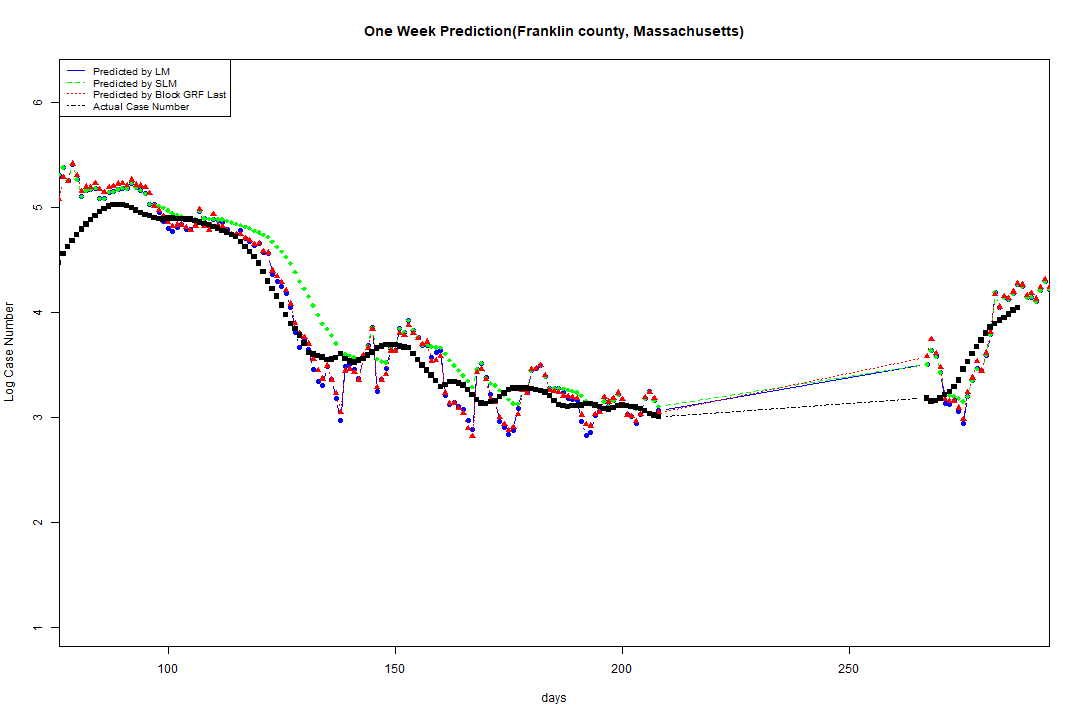 One Week Prediction(Franklin county, Massachusetts)
Predicted by LM
Predicted by SLM
Predicted by Block GRF Last
Actual Case Number
Log Case Number
6
5
4
3
2
1
100 150 200 250
days